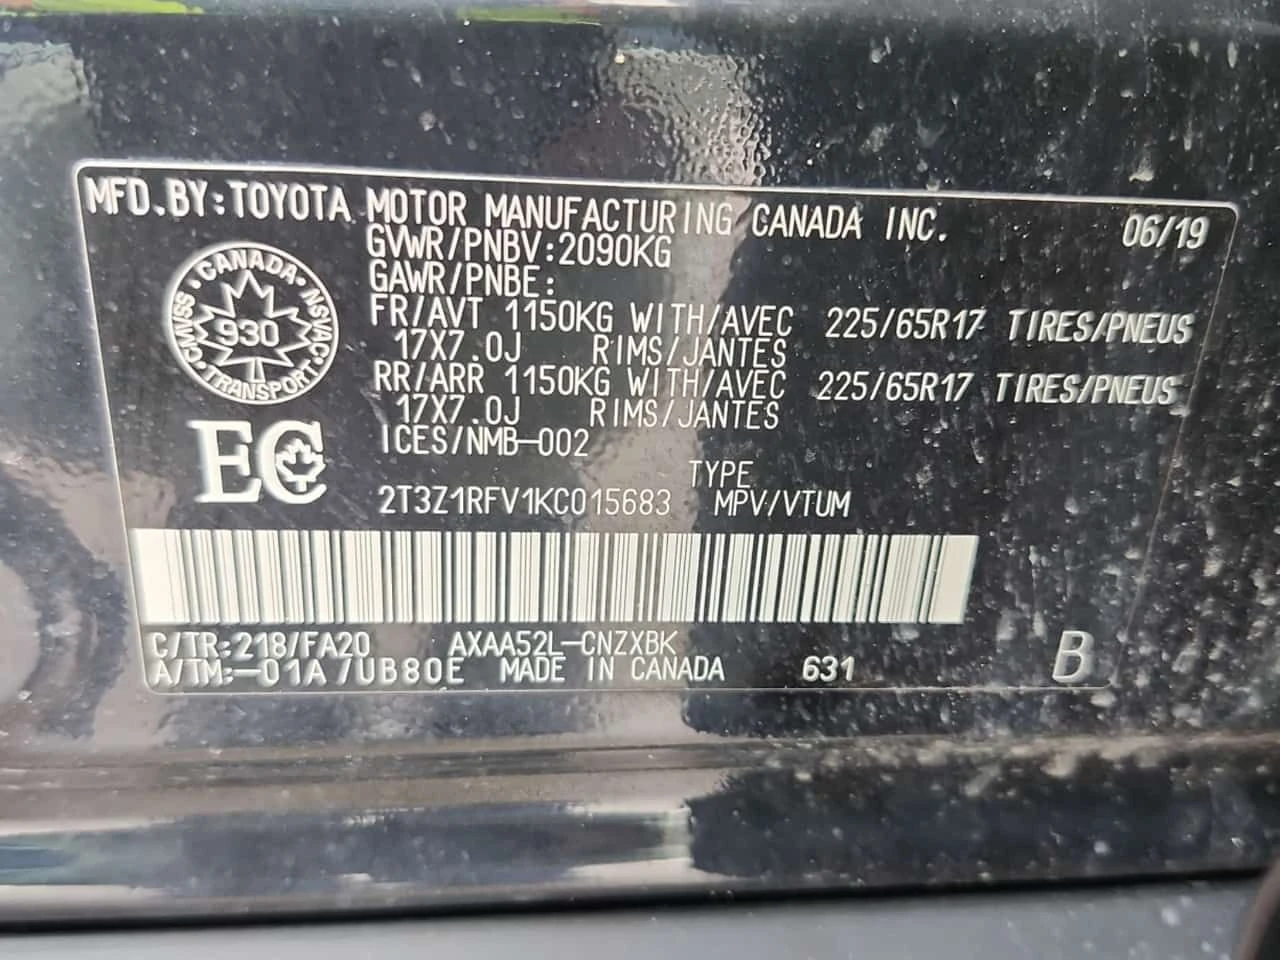 MFD.BY:TOYOTA MOTOR MANUFACTURING CANADA INC. 06/19
GVWR/PNBV:2090KG
GAWR/PNBE:
FR/AVT 1150KG WITH/AVEC 225/65R17 TIRES/PNEUS
17X7.0J RIMS/JANTES
RR/ARR 1150KG WITH/AVEC 225/65R17 TIRES/PNEUS
17X7.0J RIMS/JANTES
ICES/NMB-002
CANADA · NSVAC · TRANSPORT · CMVSS
930
EC
TYPE
2T3Z1RFV1KC015683 MPV/VTUM
C/TR:218/FA20 AXAA52L-CNZXBK
A/TM:-01A/UB80E MADE IN CANADA 631 B